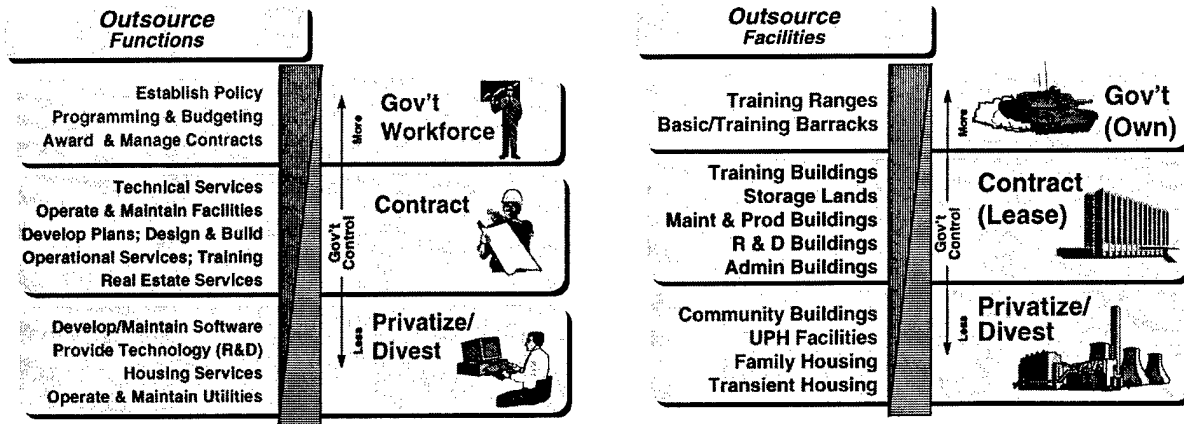 Outsource
Functions
Establish Policy
Programming & Budgeting
Award & Manage Contracts
More
Gov't
Workforce
Technical Services
Operate & Maintain Facilities
Develop Plans; Design & Build
Operational Services; Training
Real Estate Services
Gov't
Control
Contract
Develop/Maintain Software
Provide Technology (R&D)
Housing Services
Operate & Maintain Utilities
Less
Privatize/
Divest
Outsource
Facilities
Training Ranges
Basic/Training Barracks
More
Gov't
(Own)
Training Buildings
Storage Lands
Maint & Prod Buildings
R & D Buildings
Admin Buildings
Gov't
Control
Contract
(Lease)
Community Buildings
UPH Facilities
Family Housing
Transient Housing
Less
Privatize/
Divest